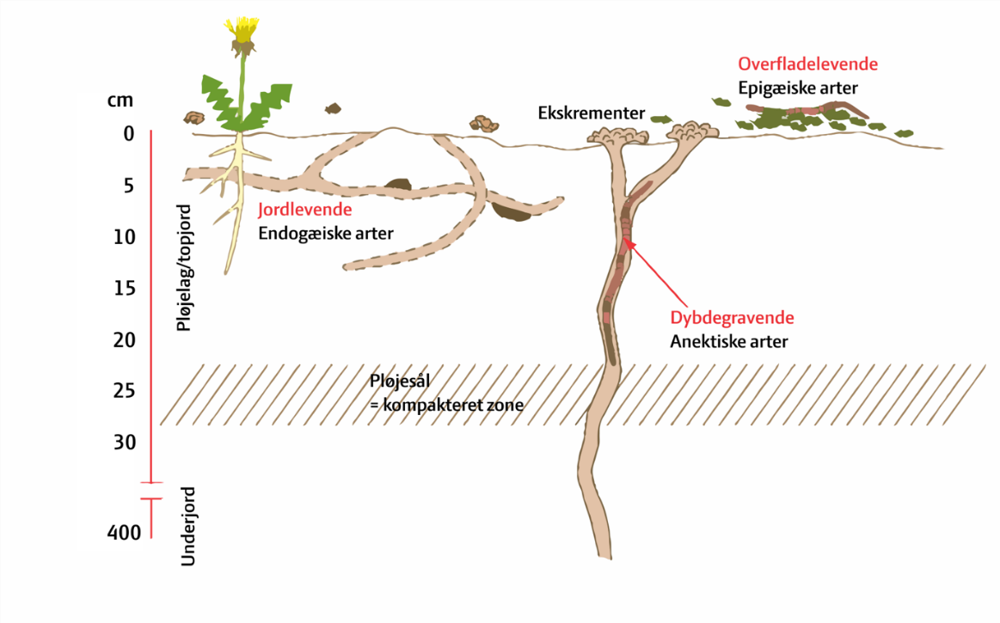 cm
0
5
10
15
20
25
30
400
Pløjelag/topjord
Underjord
Overfladelevende
Epigæiske arter
Ekskrementer
Jordlevende
Endogæiske arter
Dybdegravende
Anektiske arter
Pløjesål
= kompakteret zone